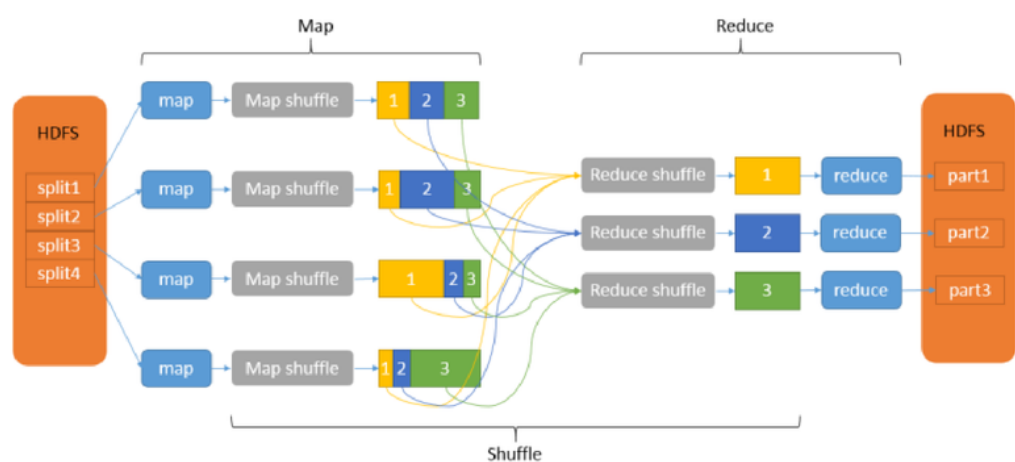 Map
Reduce
HDFS
split1
split2
split3
split4
map
Map shuffle
1 2 3
map
Map shuffle
1 2 3
map
Map shuffle
1 2 3
map
Map shuffle
1 2 3
Reduce shuffle
1
reduce
Reduce shuffle
2
reduce
Reduce shuffle
3
reduce
HDFS
part1
part2
part3
Shuffle